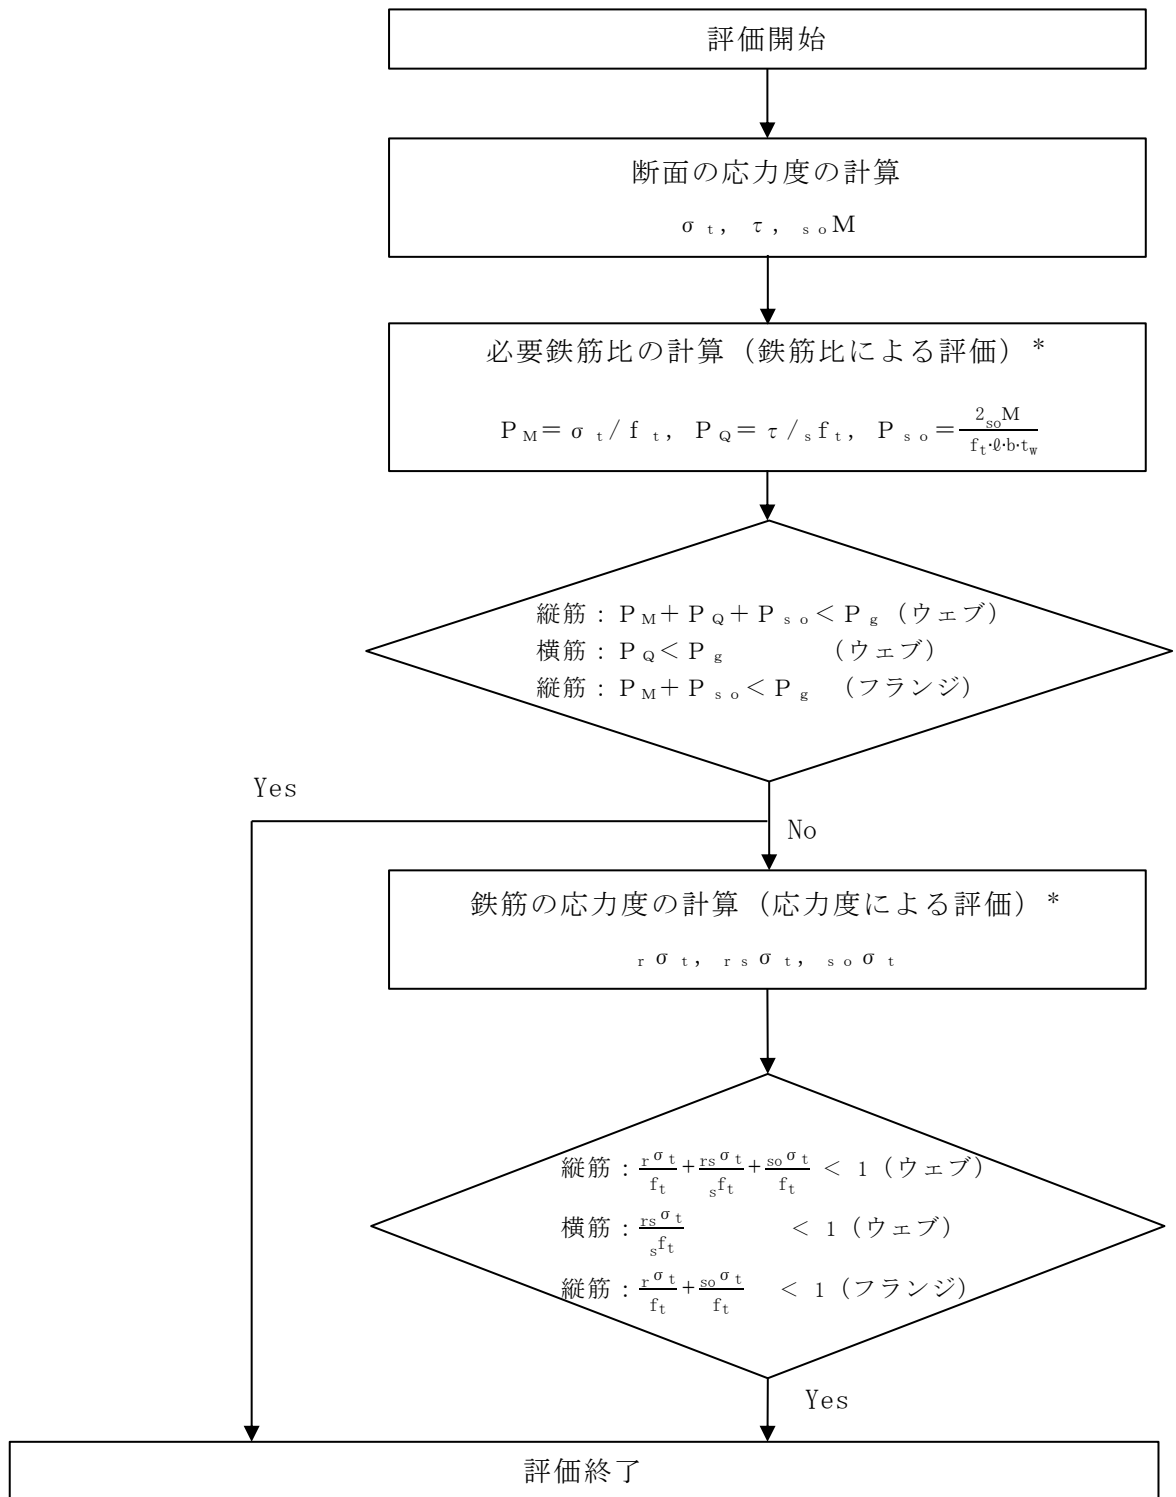 評価開始
断面の応力度の計算
σt, τ, soM
必要鉄筋比の計算（鉄筋比による評価）*
PM=σt/ft, PQ=τ/sft, Pso=2soM/ft·ℓ·b·tw
縦筋：PM+PQ+Pso<Pg（ウェブ）
横筋：PQ<Pg （ウェブ）
縦筋：PM+Pso<Pg （フランジ）
Yes
No
鉄筋の応力度の計算（応力度による評価）*
rσt, rsσt, soσt
縦筋：rσt/ft+rsσt/sft+soσt/ft < 1（ウェブ）
横筋：rsσt/sft < 1（ウェブ）
縦筋：rσt/ft+soσt/ft < 1（フランジ）
Yes
評価終了